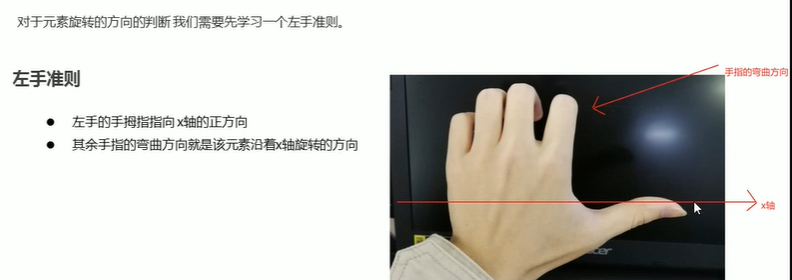 对于元素旋转的方向的判断 我们需要先学习一个左手准则。
手指的弯曲方向
左手准则
● 左手的手拇指指向 x轴的正方向
● 其余手指的弯曲方向就是该元素沿着x轴旋转的方向
x轴
acer